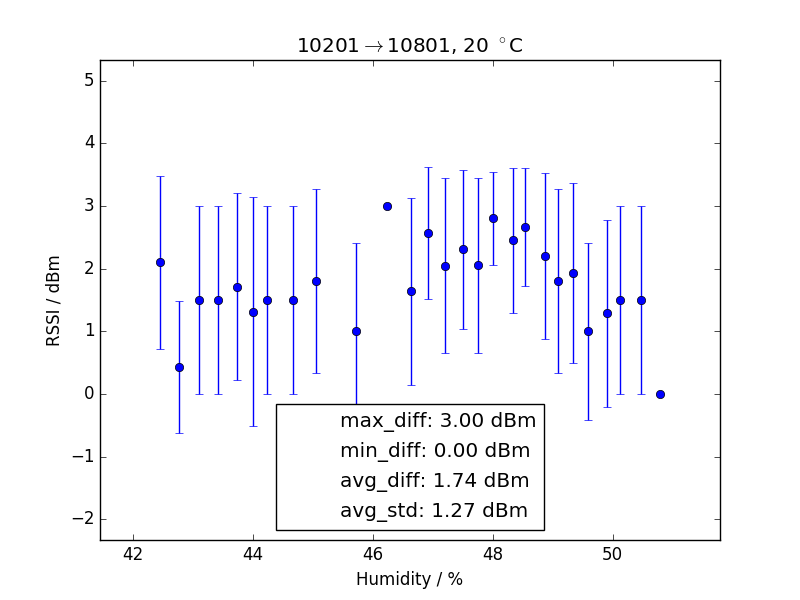 10201→10801, 20 °C
5
4
3
2
1
0
−1
−2
RSSI / dBm
max_diff: 3.00 dBm
min_diff: 0.00 dBm
avg_diff: 1.74 dBm
avg_std: 1.27 dBm
42 44 46 48 50
Humidity / %